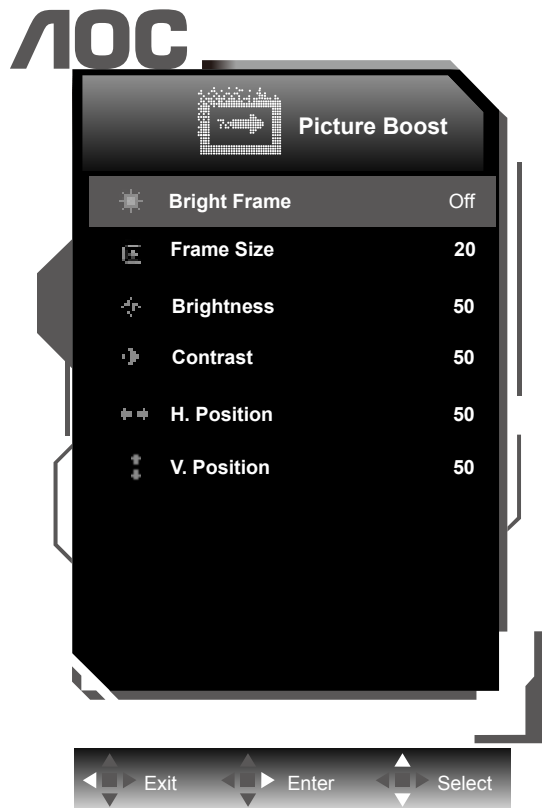 AOC
Picture Boost
Bright Frame Off
Frame Size 20
Brightness 50
Contrast 50
H. Position 50
V. Position 50
Exit Enter Select